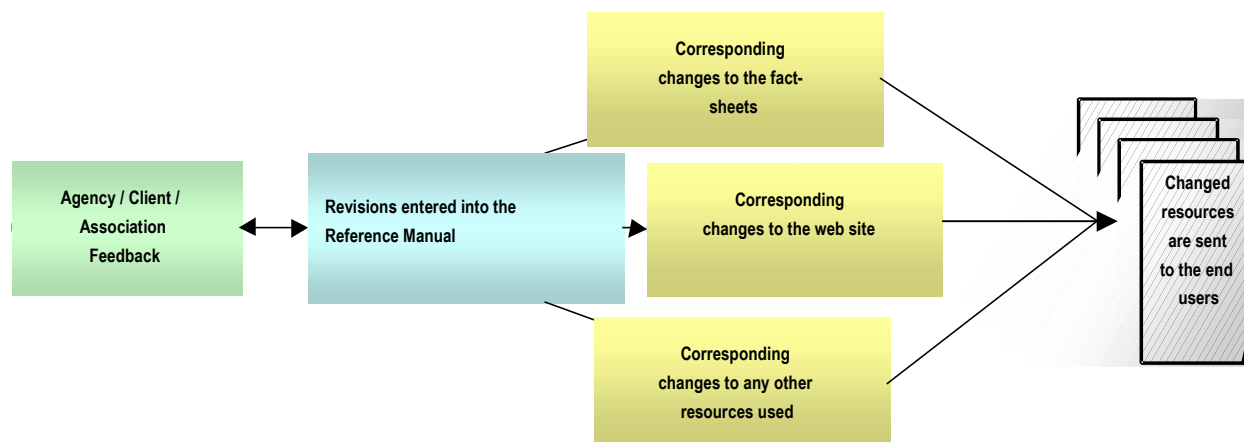 Agency / Client /
Association
Feedback
Revisions entered into the
Reference Manual
Corresponding
changes to the fact-
sheets
Corresponding
changes to the web site
Corresponding
changes to any other
resources used
Changed
resources
are sent
to the end
users